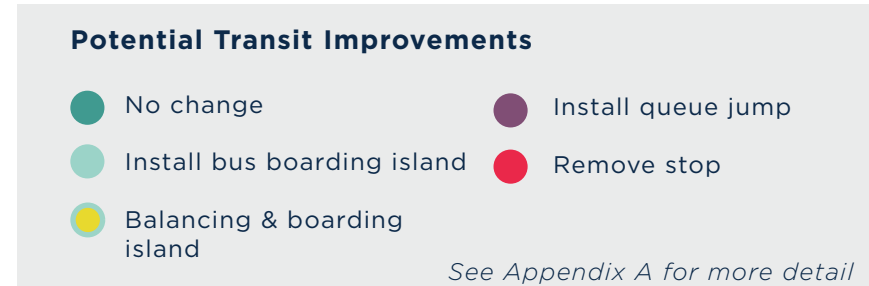 Potential Transit Improvements
No change
Install bus boarding island
Balancing & boarding
island
Install queue jump
Remove stop
See Appendix A for more detail